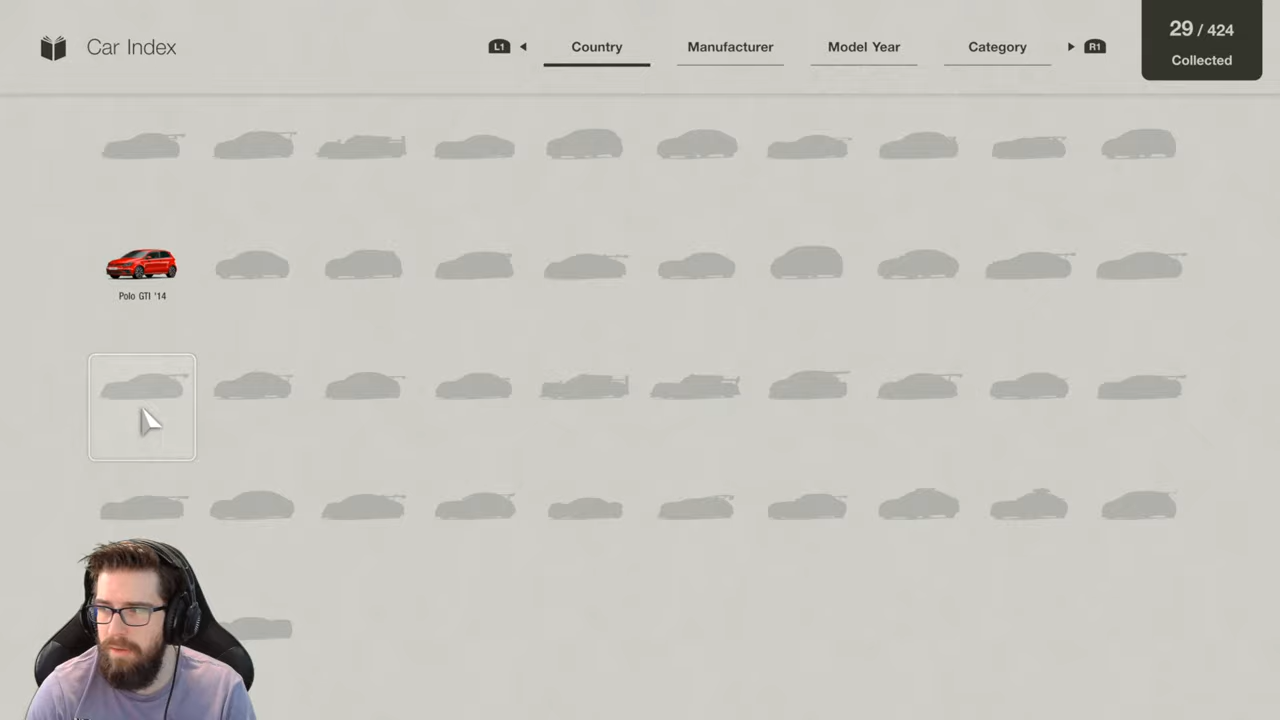 Car Index
L1
Country
Manufacturer
Model Year
Category
R1
29 / 424
Collected
Polo GTI '14